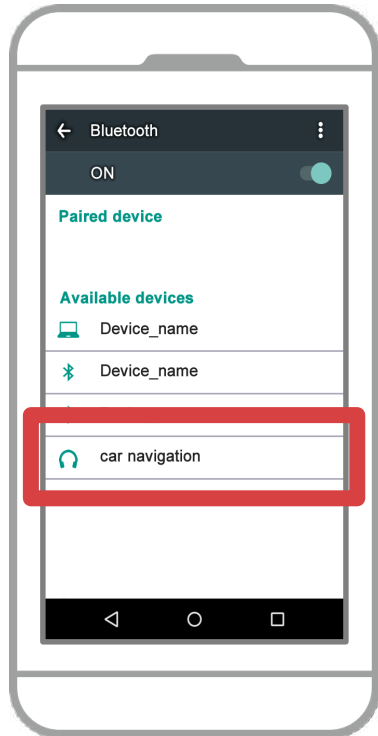 Bluetooth
ON
Paired device
Available devices
Device_name
Device_name
car navigation